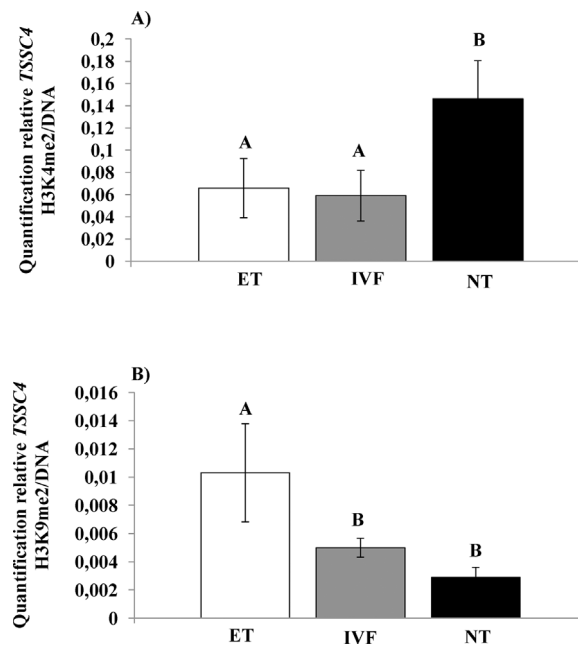 A)
Quantification relative TSSC4
H3K4me2/DNA
0,2
0,18
0,16
0,14
0,12
0,1
0,08
0,06
0,04
0,02
0
A
A
B
ET
IVF
NT
B)
Quantification relative TSSC4
H3K9me2/DNA
0,016
0,014
0,012
0,01
0,008
0,006
0,004
0,002
0
A
B
B
ET
IVF
NT